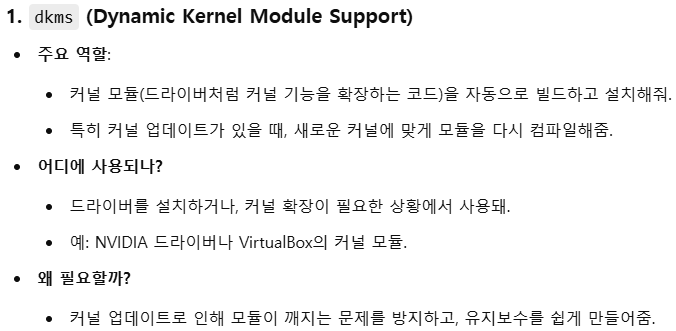 1. dkms (Dynamic Kernel Module Support)
• 주요 역할:
• 커널 모듈(드라이버처럼 커널 기능을 확장하는 코드)을 자동으로 빌드하고 설치해줘.
• 특히 커널 업데이트가 있을 때, 새로운 커널에 맞게 모듈을 다시 컴파일해줌.
• 어디에 사용되나?
• 드라이버를 설치하거나, 커널 확장이 필요한 상황에서 사용돼.
• 예: NVIDIA 드라이버나 VirtualBox의 커널 모듈.
• 왜 필요할까?
• 커널 업데이트로 인해 모듈이 깨지는 문제를 방지하고, 유지보수를 쉽게 만들어줌.